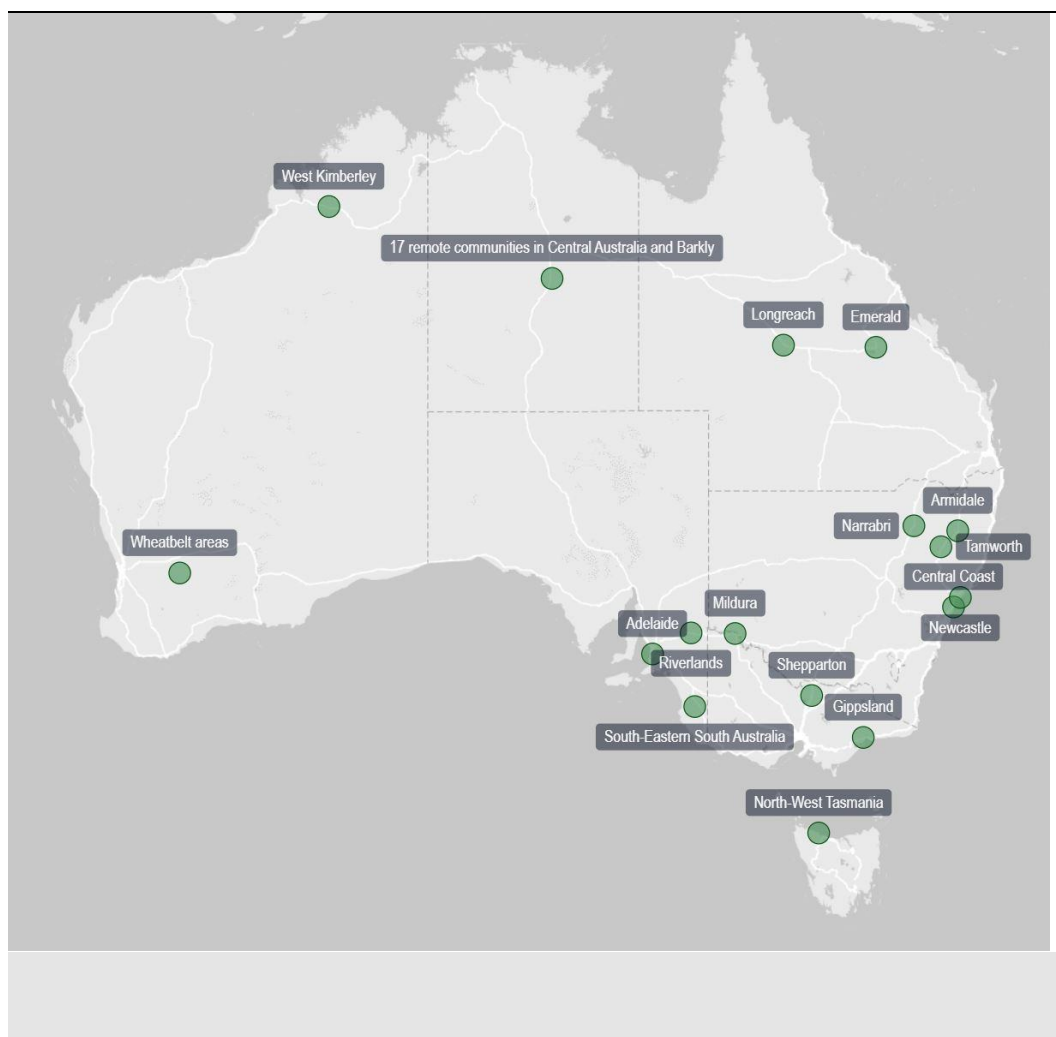 West Kimberley
17 remote communities in Central Australia and Barkly
Longreach
Emerald
Armidale
Narrabri
Wheatbelt areas
Tamworth
Central Coast
Mildura
Adelaide
Newcastle
Riverlands
Shepparton
Gippsland
South-Eastern South Australia
North-West Tasmania